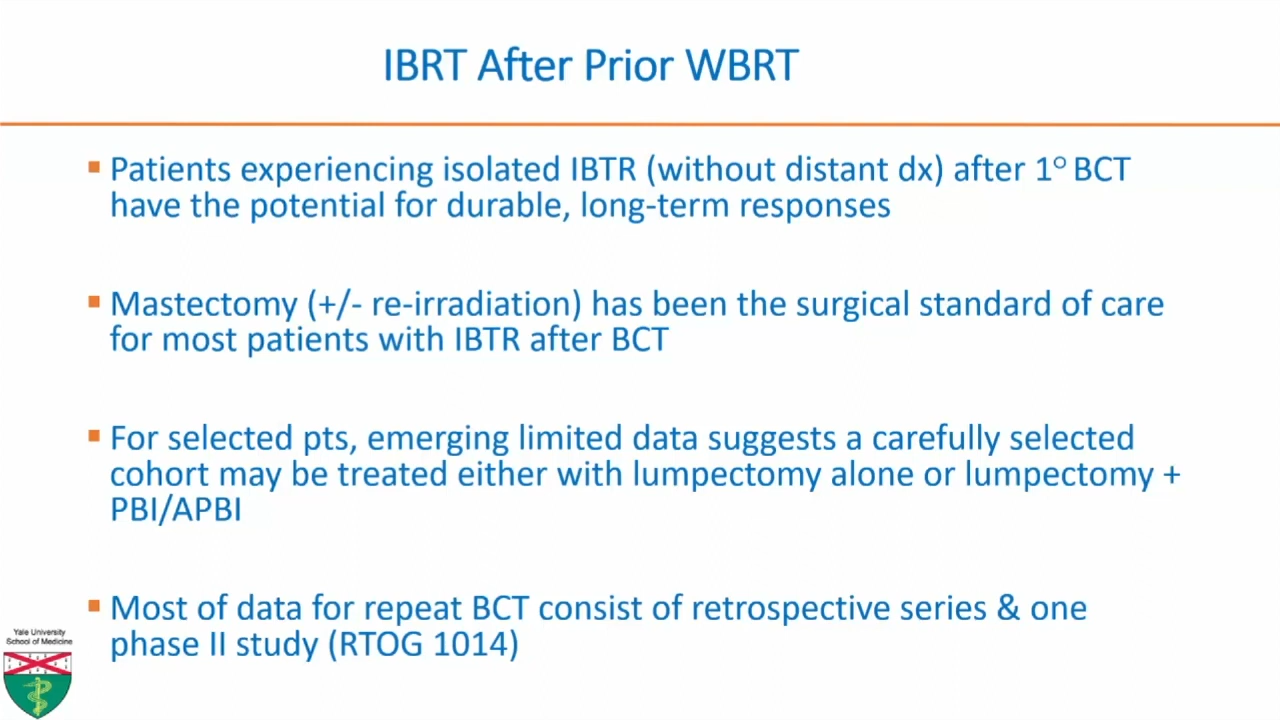 IBRT After Prior WBRT
▪ Patients experiencing isolated IBTR (without distant dx) after 1° BCT
have the potential for durable, long-term responses
▪ Mastectomy (+/- re-irradiation) has been the surgical standard of care
for most patients with IBTR after BCT
▪ For selected pts, emerging limited data suggests a carefully selected
cohort may be treated either with lumpectomy alone or lumpectomy +
PBI/APBI
▪ Most of data for repeat BCT consist of retrospective series & one
phase II study (RTOG 1014)
Yale University
School of Medicine